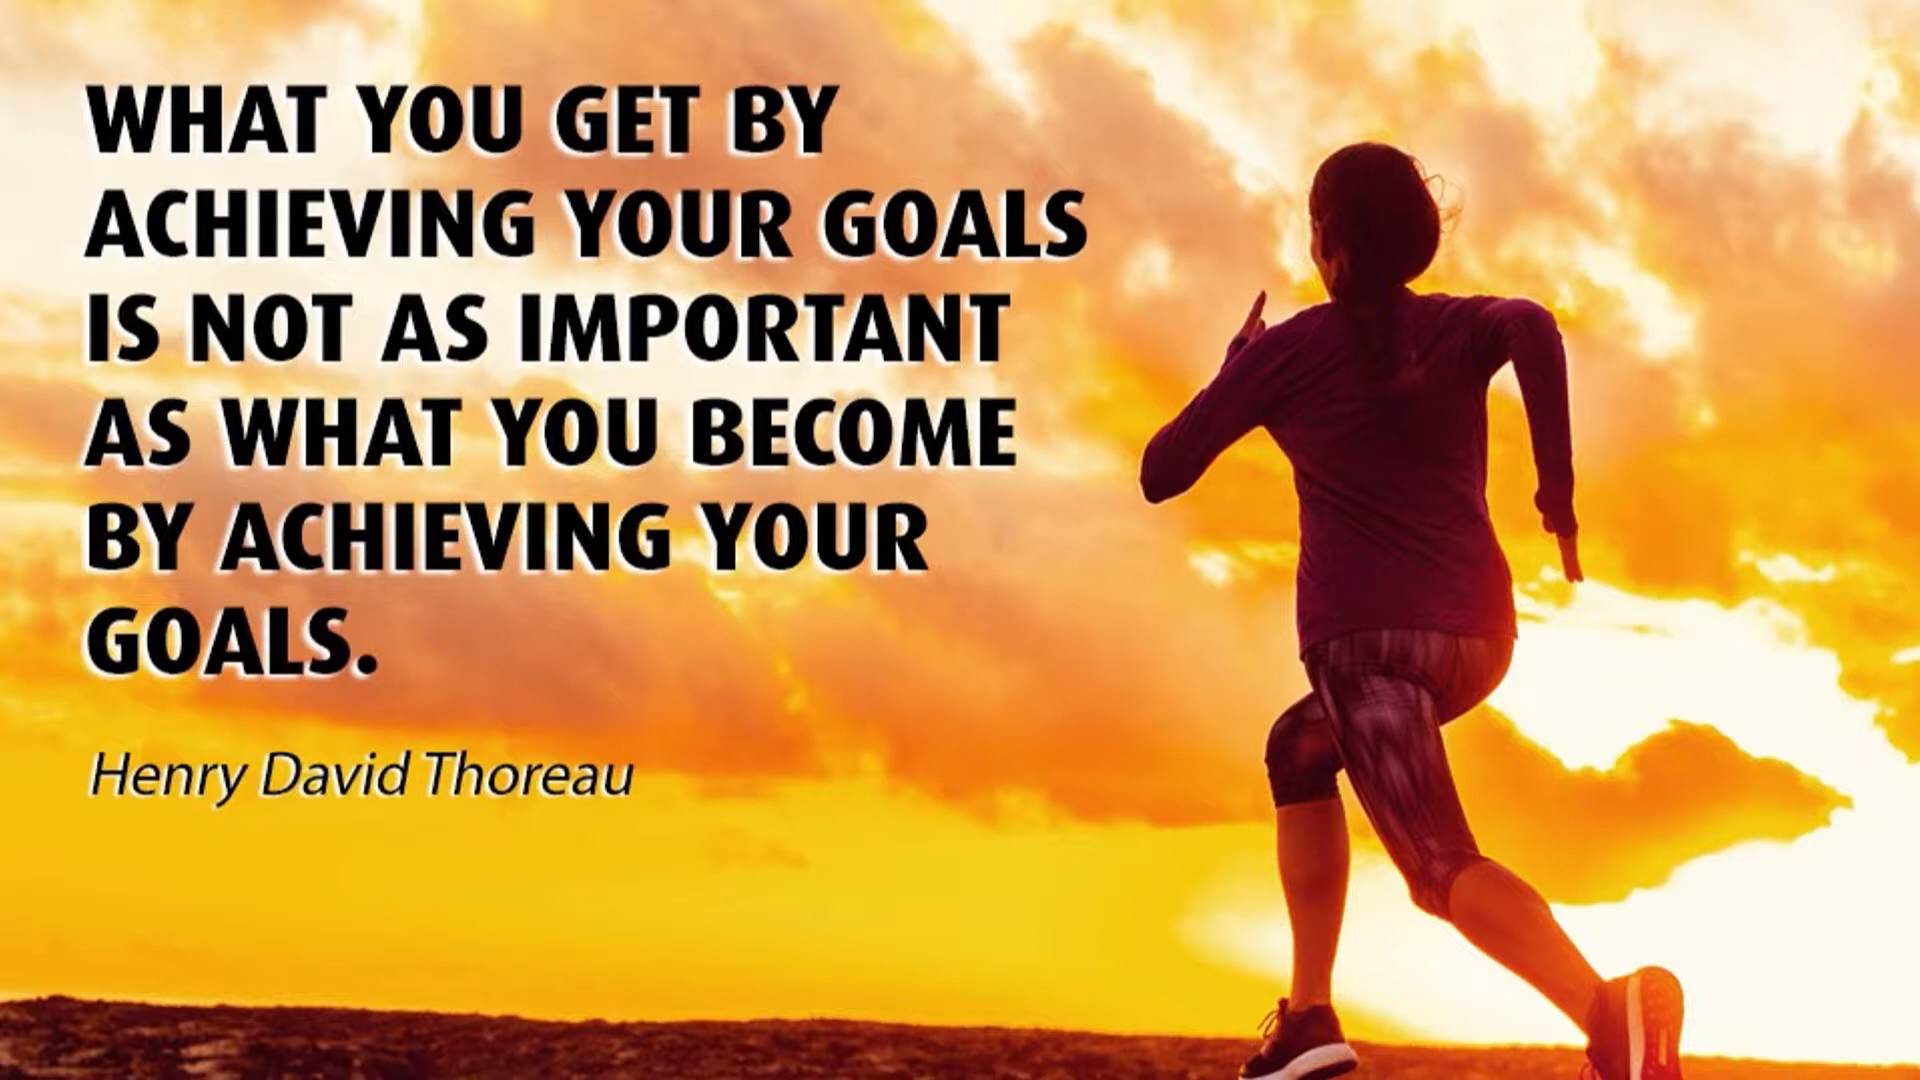 WHAT YOU GET BY
ACHIEVING YOUR GOALS
IS NOT AS IMPORTANT
AS WHAT YOU BECOME
BY ACHIEVING YOUR
GOALS.
Henry David Thoreau